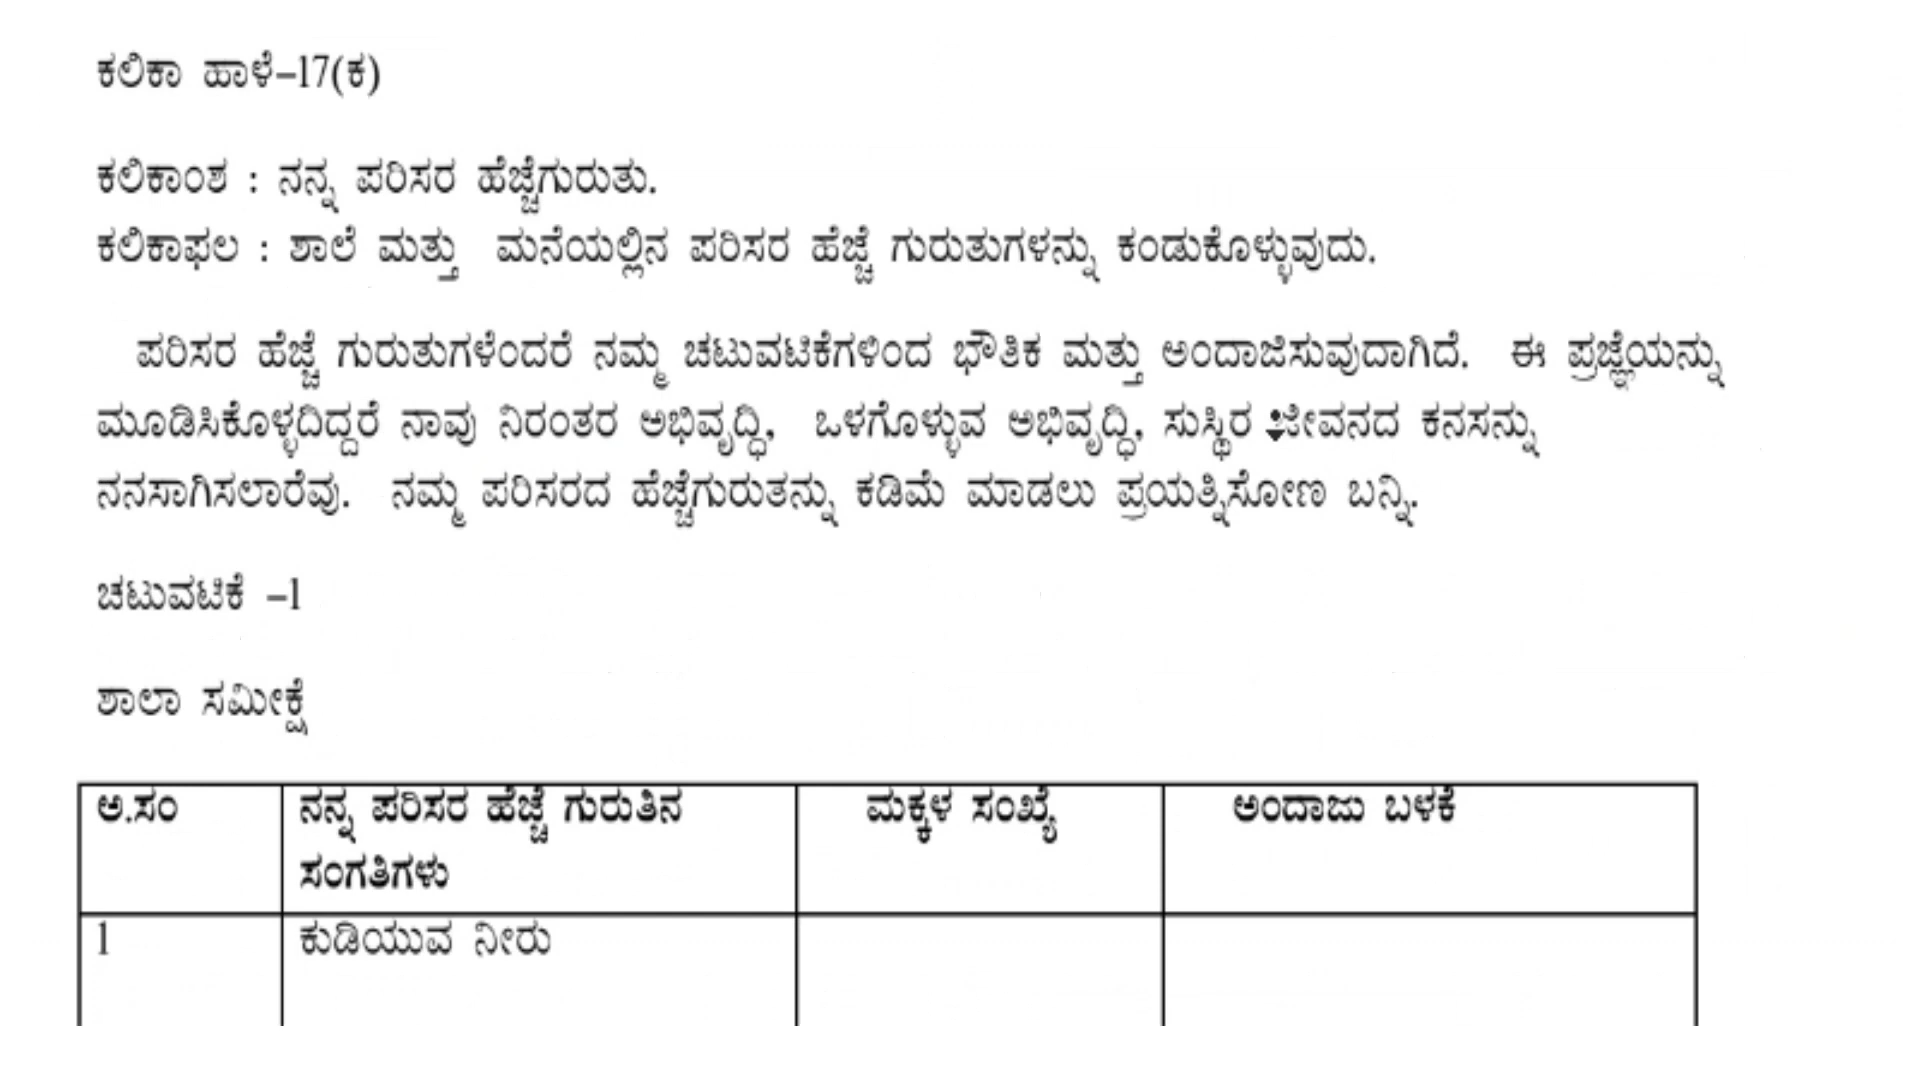 ಕಲಿಕಾ ಹಾಳೆ–17(ಕ)
ಕಲಿಕಾಂಶ : ನನ್ನ ಪರಿಸರ ಹೆಚ್ಚೆಗುರುತು.
ಕಲಿಕಾಫಲ : ಶಾಲೆ ಮತ್ತು ಮನೆಯಲ್ಲಿನ ಪರಿಸರ ಹೆಚ್ಚೆ ಗುರುತುಗಳನ್ನು ಕಂಡುಕೊಳ್ಳುವುದು.
ಪರಿಸರ ಹೆಚ್ಚೆ ಗುರುತುಗಳೆಂದರೆ ನಮ್ಮ ಚಟುವಟಿಕೆಗಳಿಂದ ಭೌತಿಕ ಮತ್ತು ಅಂದಾಜಿಸುವುದಾಗಿದೆ. ಈ ಪ್ರಜ್ಞೆಯನ್ನು
ಮೂಡಿಸಿಕೊಳ್ಳದಿದ್ದರೆ ನಾವು ನಿರಂತರ ಅಭಿವೃದ್ಧಿ, ಒಳಗೊಳ್ಳುವ ಅಭಿವೃದ್ಧಿ, ಸುಸ್ಥಿರ ಜೀವನದ ಕನಸನ್ನು
ನನಸಾಗಿಸಲಾರೆವು. ನಮ್ಮ ಪರಿಸರದ ಹೆಚ್ಚೆಗುರುತನ್ನು ಕಡಿಮೆ ಮಾಡಲು ಪ್ರಯತ್ನಿಸೋಣ ಬನ್ನಿ.
ಚಟುವಟಿಕೆ –1
ಶಾಲಾ ಸಮೀಕ್ಷೆ
ಅ.ಸಂ ನನ್ನ ಪರಿಸರ ಹೆಚ್ಚೆ ಗುರುತಿನ ಮಕ್ಕಳ ಸಂಖ್ಯೆ ಅಂದಾಜು ಬಳಕೆ
ಸಂಗತಿಗಳು
1 ಕುಡಿಯುವ ನೀರು